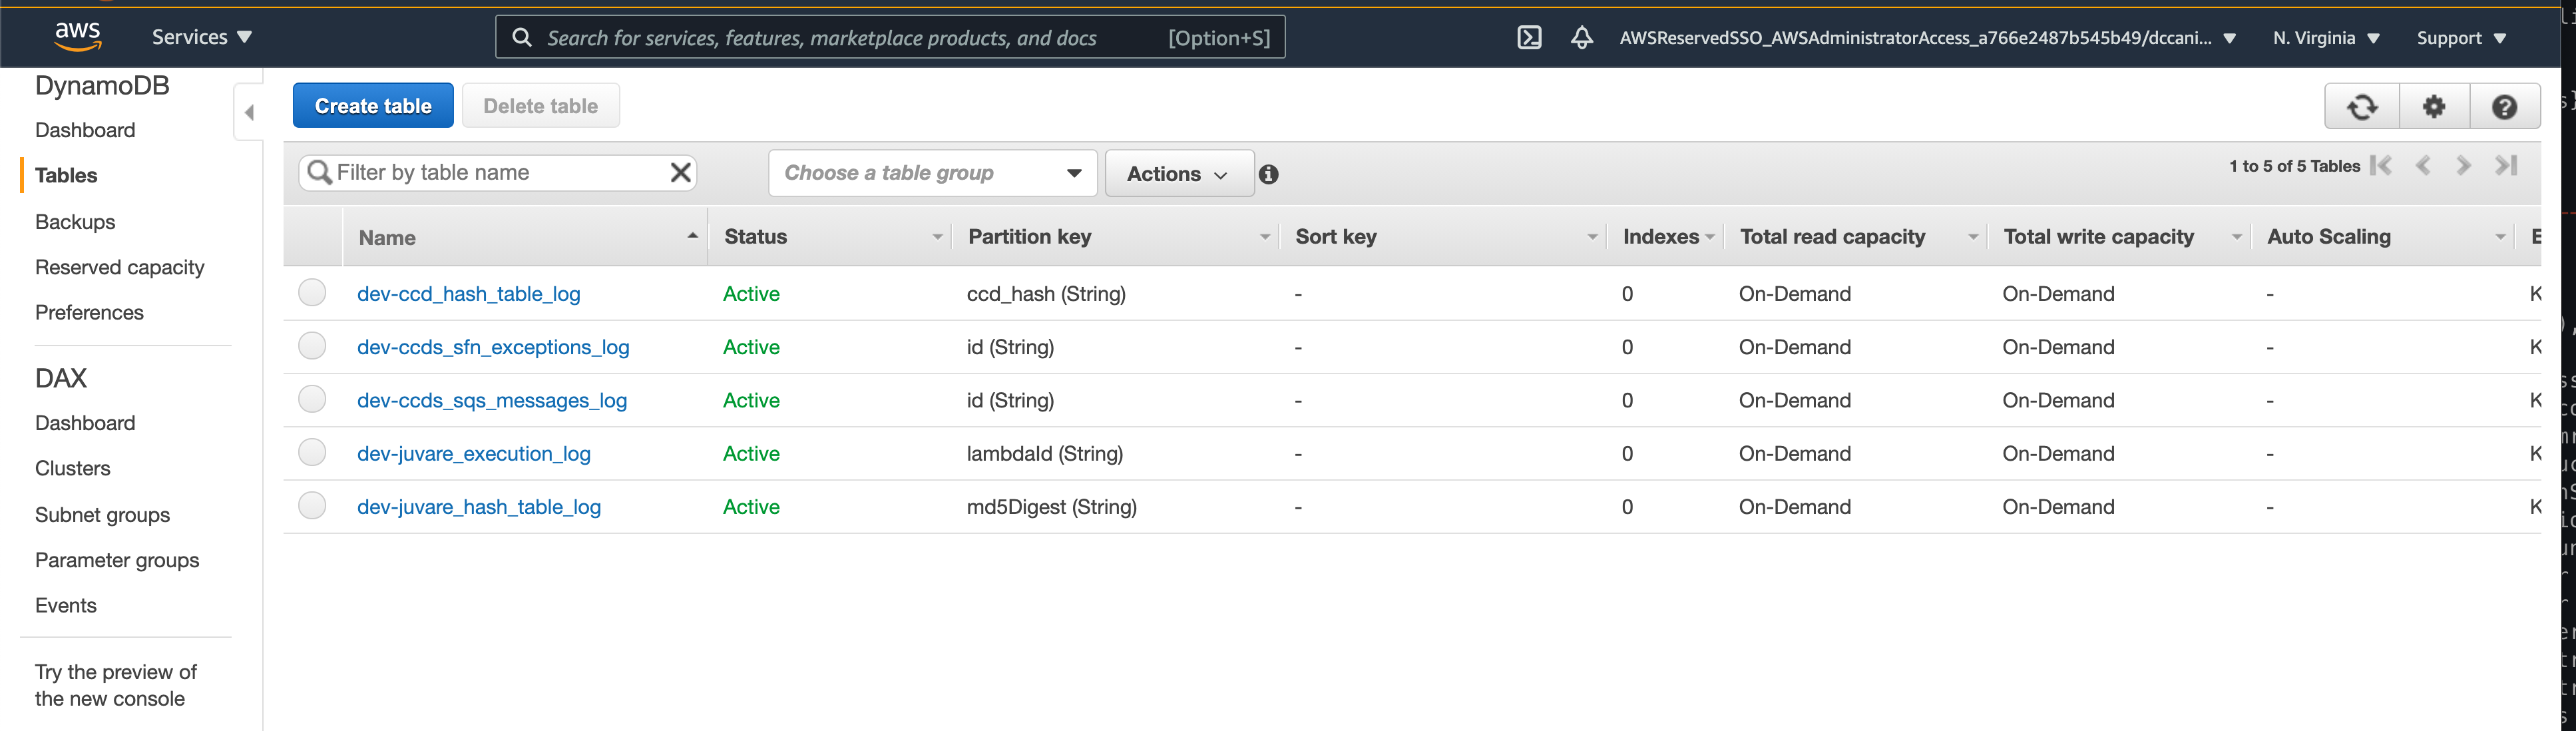 aws Services Search for services, features, marketplace products, and docs [Option+S] AWSReservedSSO_AWSAdministratorAccess_a766e2487b545b49/dccani... N. Virginia Support
DynamoDB
Dashboard
Tables
Backups
Reserved capacity
Preferences
DAX
Dashboard
Clusters
Subnet groups
Parameter groups
Events
Try the preview of
the new console
Create table Delete table
Filter by table name Choose a table group Actions 1 to 5 of 5 Tables
Name Status Partition key Sort key Indexes Total read capacity Total write capacity Auto Scaling E
dev-ccd_hash_table_log Active ccd_hash (String) - 0 On-Demand On-Demand - K
dev-ccds_sfn_exceptions_log Active id (String) - 0 On-Demand On-Demand - K
dev-ccds_sqs_messages_log Active id (String) - 0 On-Demand On-Demand - K
dev-juvare_execution_log Active lambdaId (String) - 0 On-Demand On-Demand - K
dev-juvare_hash_table_log Active md5Digest (String) - 0 On-Demand On-Demand - K